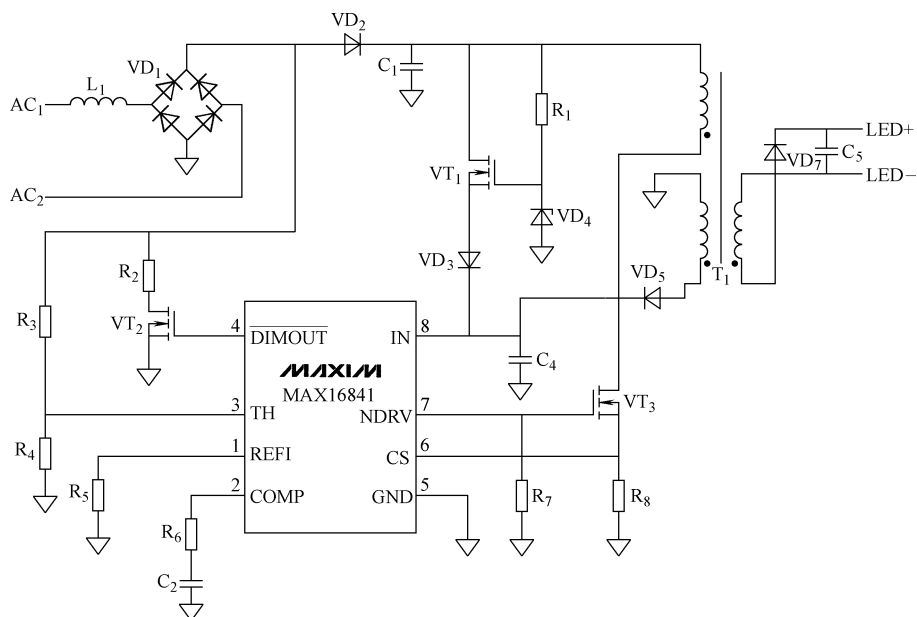 VD₂
VD₁
L₁
C₁
AC₁
R₁
LED+
VT₁
VD₇
C₅
AC₂
LED−
VD₄
R₂
VD₃
VD₅
T₁
R₃
VT₂
4
DIMOUT
IN
8
C₄
MAXIM
MAX16841
VT₃
3
TH
NDRV
7
R₄
1
REFI
CS
6
R₅
2
COMP
GND
5
R₇
R₈
R₆
C₂